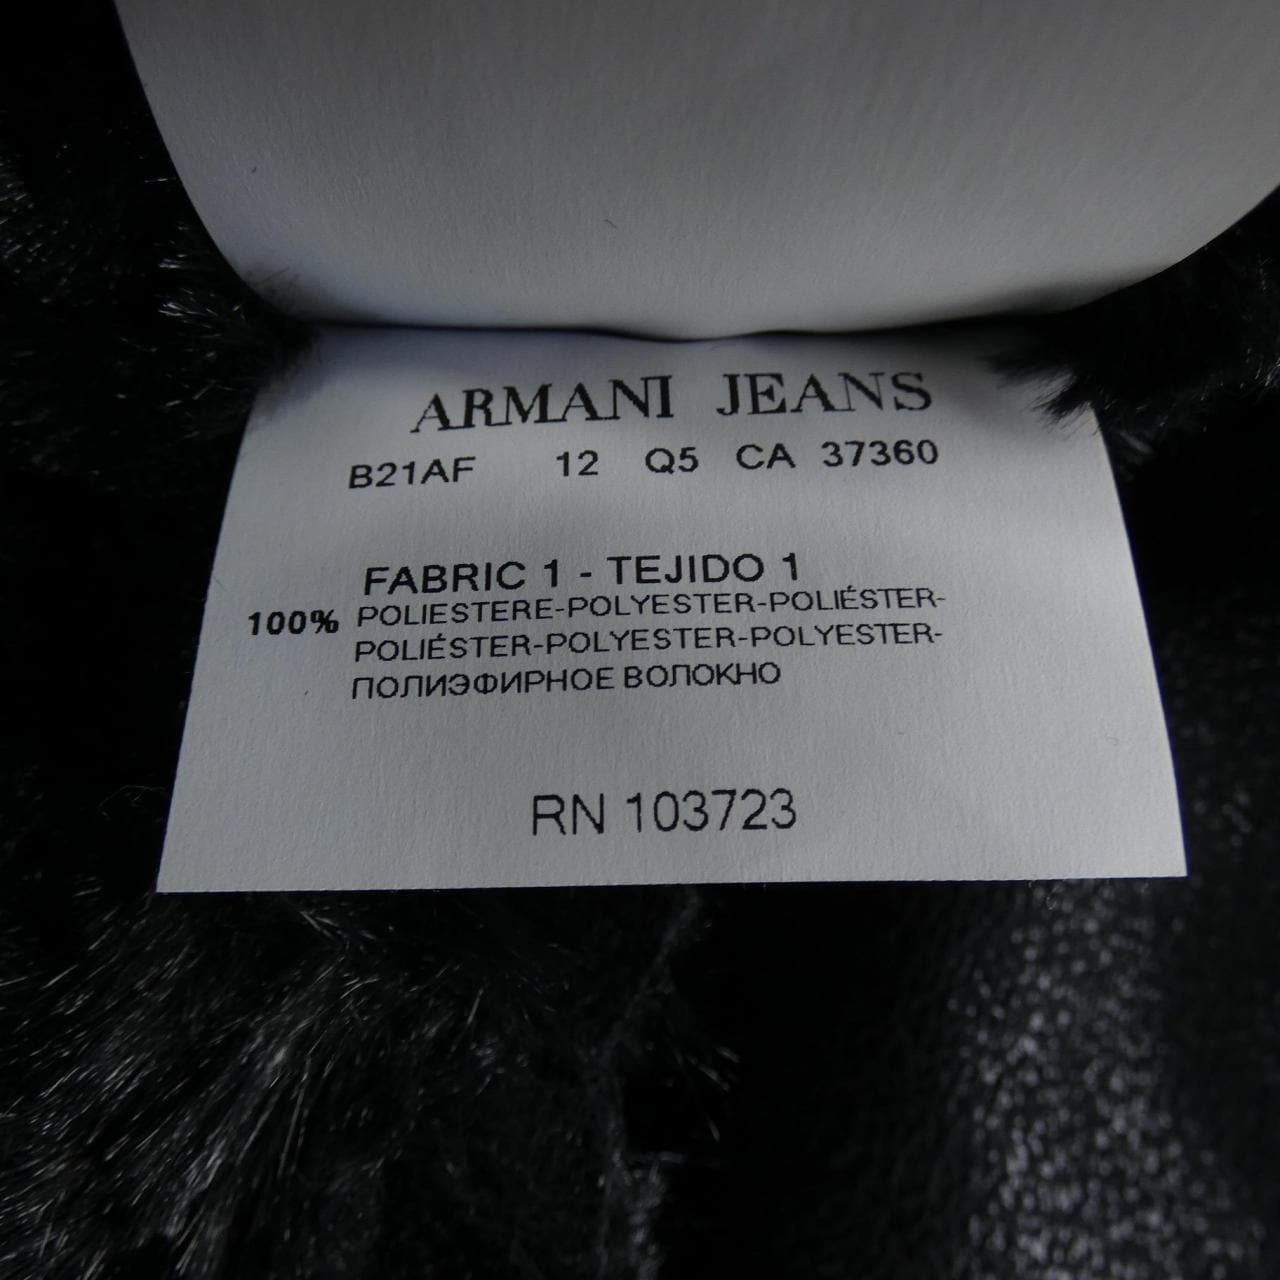 ARMANI JEANS
B21AF 12 Q5 CA 37360
FABRIC 1 - TEJIDO 1
100% POLIESTERE-POLYESTER-POLIÉSTER-
POLIÉSTER-POLYESTER-POLYESTER-
ПОЛИЭФИРНОЕ ВОЛОКНО
RN 103723